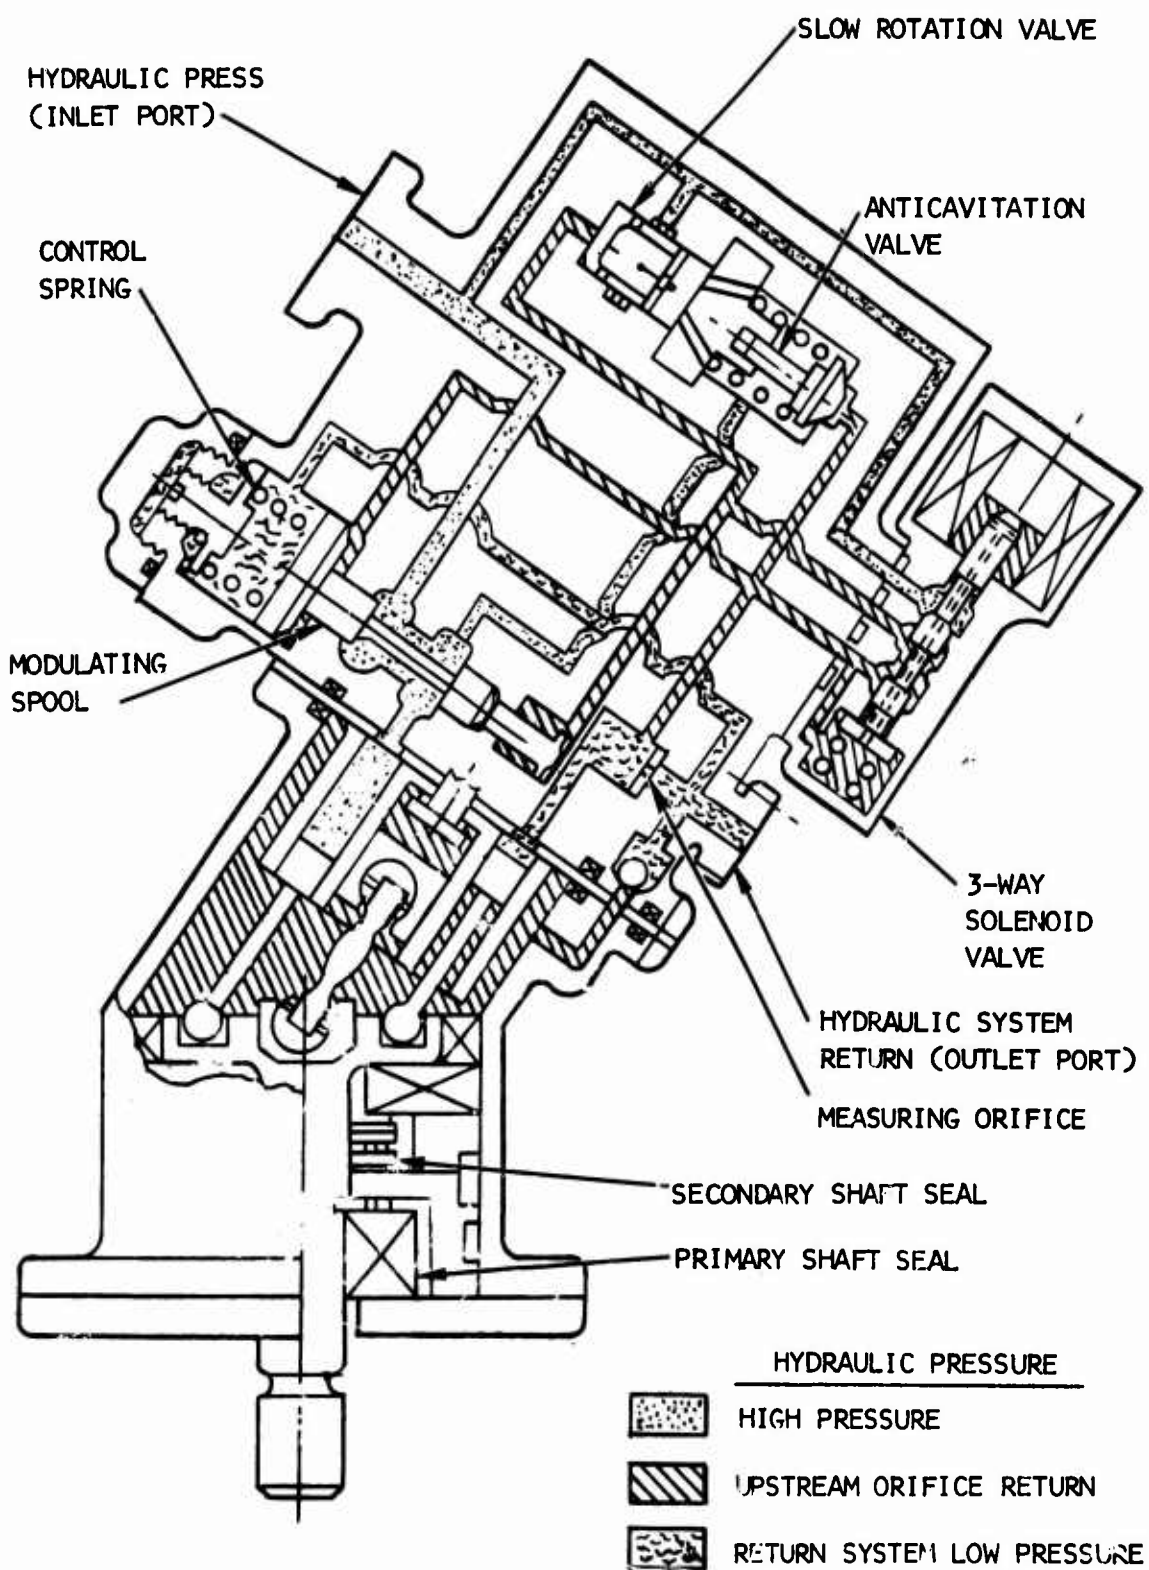 SLOW ROTATION VALVE
HYDRAULIC PRESS
(INLET PORT)
ANTICAVITATION
VALVE
CONTROL
SPRING
MODULATING
SPOOL
3-WAY
SOLENOID
VALVE
HYDRAULIC SYSTEM
RETURN (OUTLET PORT)
MEASURING ORIFICE
SECONDARY SHAFT SEAL
PRIMARY SHAFT SEAL
HYDRAULIC PRESSURE
HIGH PRESSURE
UPSTREAM ORIFICE RETURN
RETURN SYSTEM LOW PRESSURE